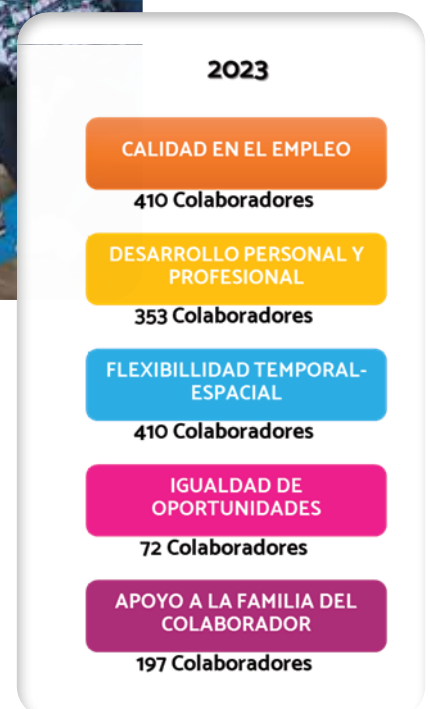 2023
CALIDAD EN EL EMPLEO
410 Colaboradores
DESARROLLO PERSONAL Y
PROFESIONAL
353 Colaboradores
FLEXIBILLIDAD TEMPORAL-
ESPACIAL
410 Colaboradores
IGUALDAD DE
OPORTUNIDADES
72 Colaboradores
APOYO A LA FAMILIA DEL
COLABORADOR
197 Colaboradores